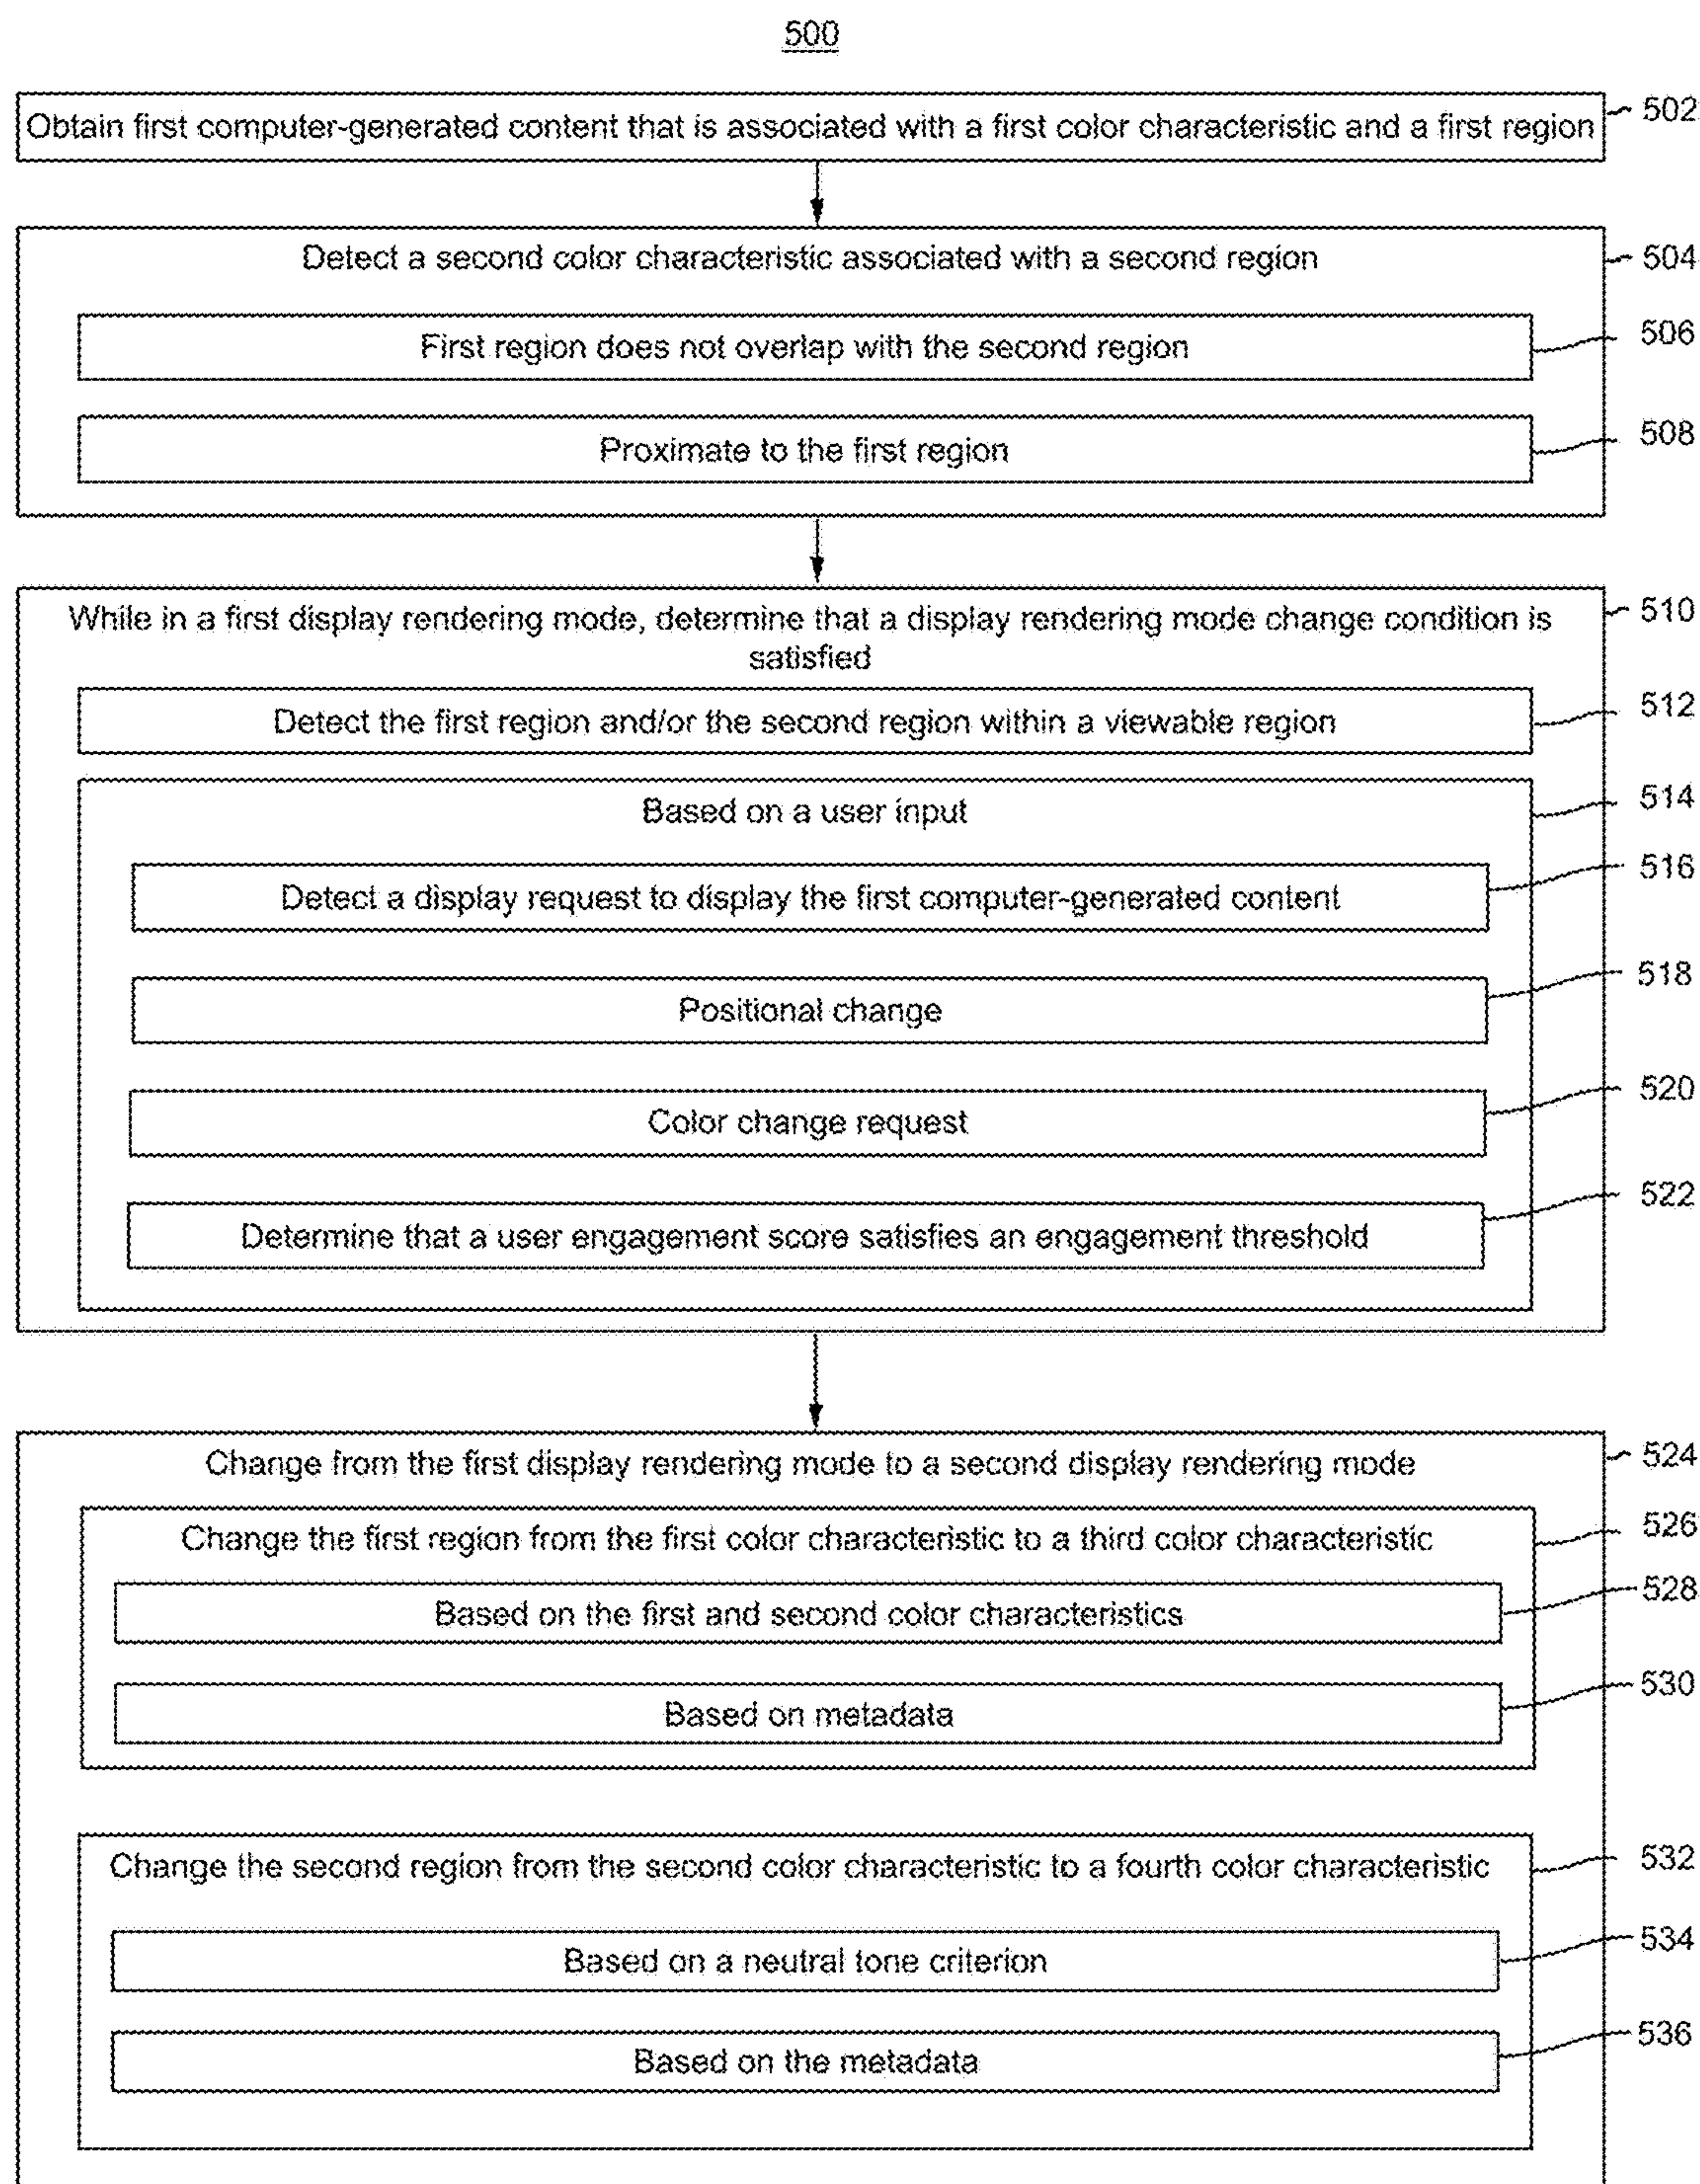 500
Obtain first computer-generated content that is associated with a first color characteristic and a first region
502
Detect a second color characteristic associated with a second region
504
First region does not overlap with the second region
506
Proximate to the first region
508
While in a first display rendering mode, determine that a display rendering mode change condition is
satisfied
510
Detect the first region and/or the second region within a viewable region
512
Based on a user input
514
Detect a display request to display the first computer-generated content
516
Positional change
518
Color change request
520
Determine that a user engagement score satisfies an engagement threshold
522
Change from the first display rendering mode to a second display rendering mode
524
Change the first region from the first color characteristic to a third color characteristic
526
Based on the first and second color characteristics
528
Based on metadata
530
Change the second region from the second color characteristic to a fourth color characteristic
532
Based on a neutral tone criterion
534
Based on the metadata
536